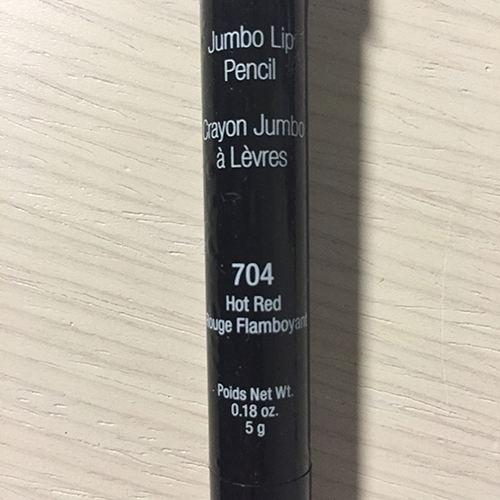 Jumbo Lip
Pencil
Crayon Jumbo
à Lèvres
704
Hot Red
Rouge Flamboyant
Poids Net Wt.
0.18 oz.
5 g